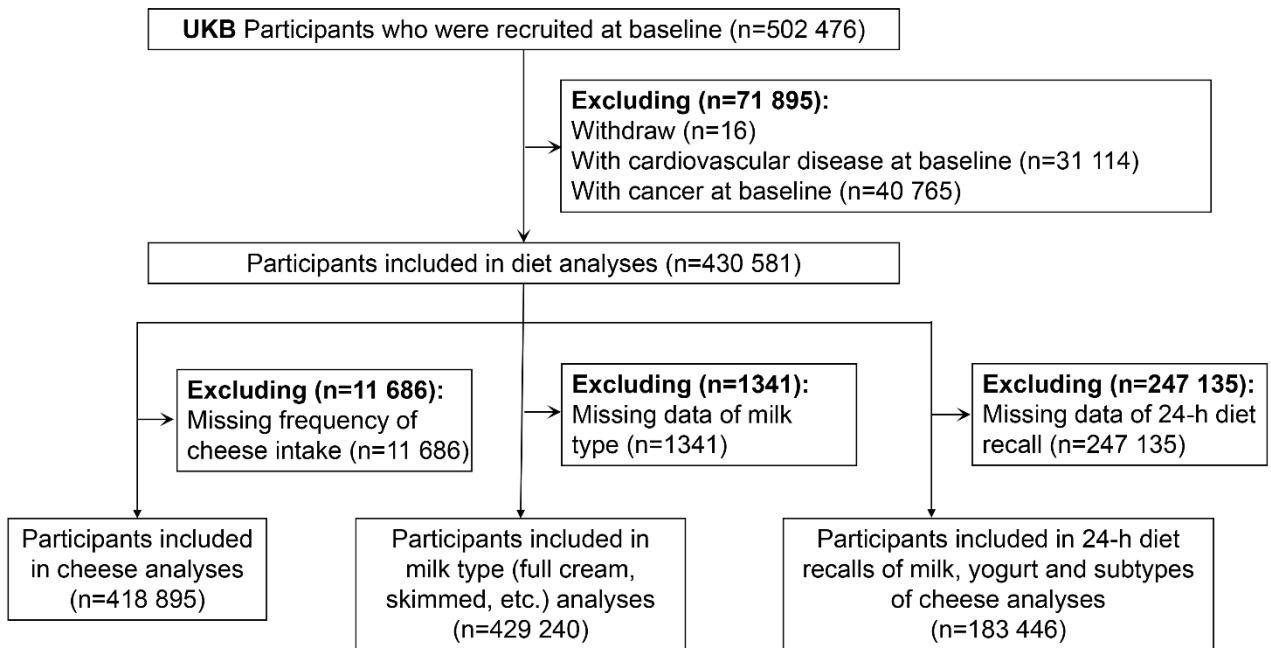 UKB Participants who were recruited at baseline (n=502 476)
Excluding (n=71 895):
Withdraw (n=16)
With cardiovascular disease at baseline (n=31 114)
With cancer at baseline (n=40 765)
Participants included in diet analyses (n=430 581)
Excluding (n=11 686):
Missing frequency of
cheese intake (n=11 686)
Excluding (n=1341):
Missing data of milk
type (n=1341)
Excluding (n=247 135):
Missing data of 24-h diet
recall (n=247 135)
Participants included
in cheese analyses
(n=418 895)
Participants included in
milk type (full cream,
skimmed, etc.) analyses
(n=429 240)
Participants included in 24-h diet
recalls of milk, yogurt and subtypes
of cheese analyses
(n=183 446)